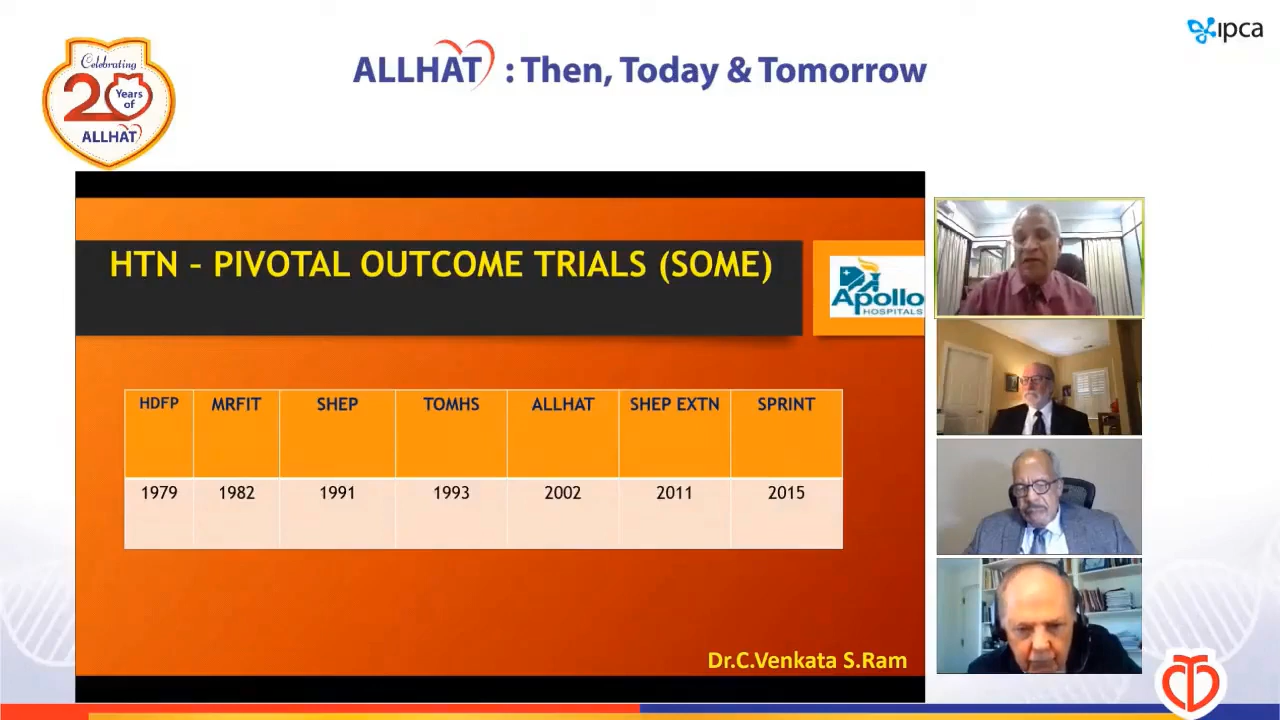 ipca
Celebrating
20 Years
of
ALLHAT
ALLHAT : Then, Today & Tomorrow
HTN – PIVOTAL OUTCOME TRIALS (SOME)
Apollo
HOSPITALS
HDFP MRFIT SHEP TOMHS ALLHAT SHEP EXTN SPRINT
1979 1982 1991 1993 2002 2011 2015
Dr.C.Venkata S.Ram